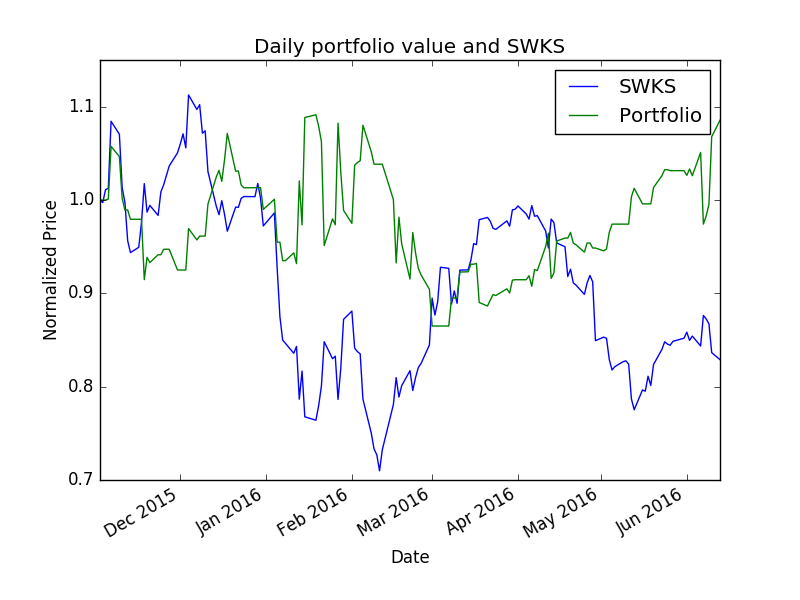 Daily portfolio value and SWKS
SWKS
Portfolio
Normalized Price
1.1
1.0
0.9
0.8
0.7
Dec 2015
Jan 2016
Feb 2016
Mar 2016
Apr 2016
May 2016
Jun 2016
Date